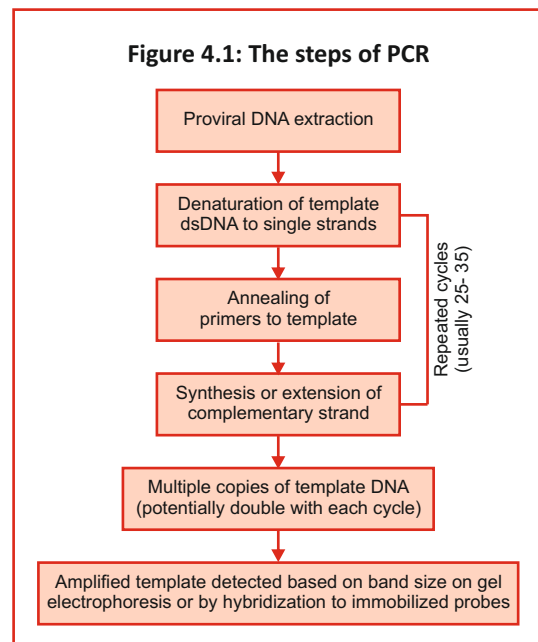 Figure 4.1: The steps of PCR
Proviral DNA extraction
Denaturation of template
dsDNA to single strands
Annealing of
primers to template
Synthesis or extension of
complementary strand
Repeated cycles
(usually 25- 35)
Multiple copies of template DNA
(potentially double with each cycle)
Amplified template detected based on band size on gel
electrophoresis or by hybridization to immobilized probes